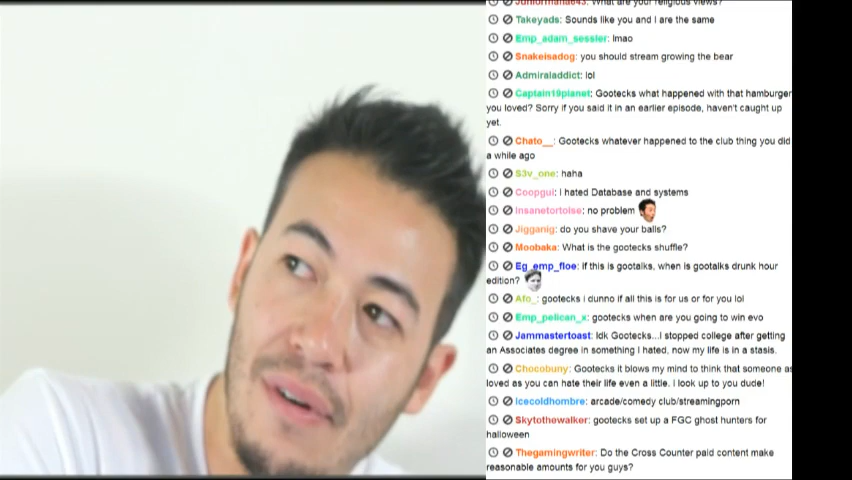 Juniormana643: What are your religious views?
Takeyads: Sounds like you and I are the same
Emp_adam_sessler: lmao
Snakeisadog: you should stream growing the bear
Admiraladdict: lol
Captain19planet: Gootecks what happened with that hamburger
you loved? Sorry if you said it in an earlier episode, haven't caught up
yet.
Chato__: Gootecks whatever happened to the club thing you did
a while ago
S3v_one: haha
Coopgui: I hated Database and systems
Insanetortoise: no problem
Jigganig: do you shave your balls?
Moobaka: What is the gootecks shuffle?
Eg_emp_floe: if this is gootalks, when is gootalks drunk hour
edition?
Afo_: gootecks i dunno if all this is for us or for you lol
Emp_pelican_x: gootecks when are you going to win evo
Jammastertoast: Idk Gootecks...I stopped college after getting
an Associates degree in something I hated, now my life is in a stasis.
Chocobuny: Gootecks it blows my mind to think that someone as
loved as you can hate their life even a little. I look up to you dude!
Icecoldhombre: arcade/comedy club/streamingporn
Skytothewalker: gootecks set up a FGC ghost hunters for
halloween
Thegamingwriter: Do the Cross Counter paid content make
reasonable amounts for you guys?